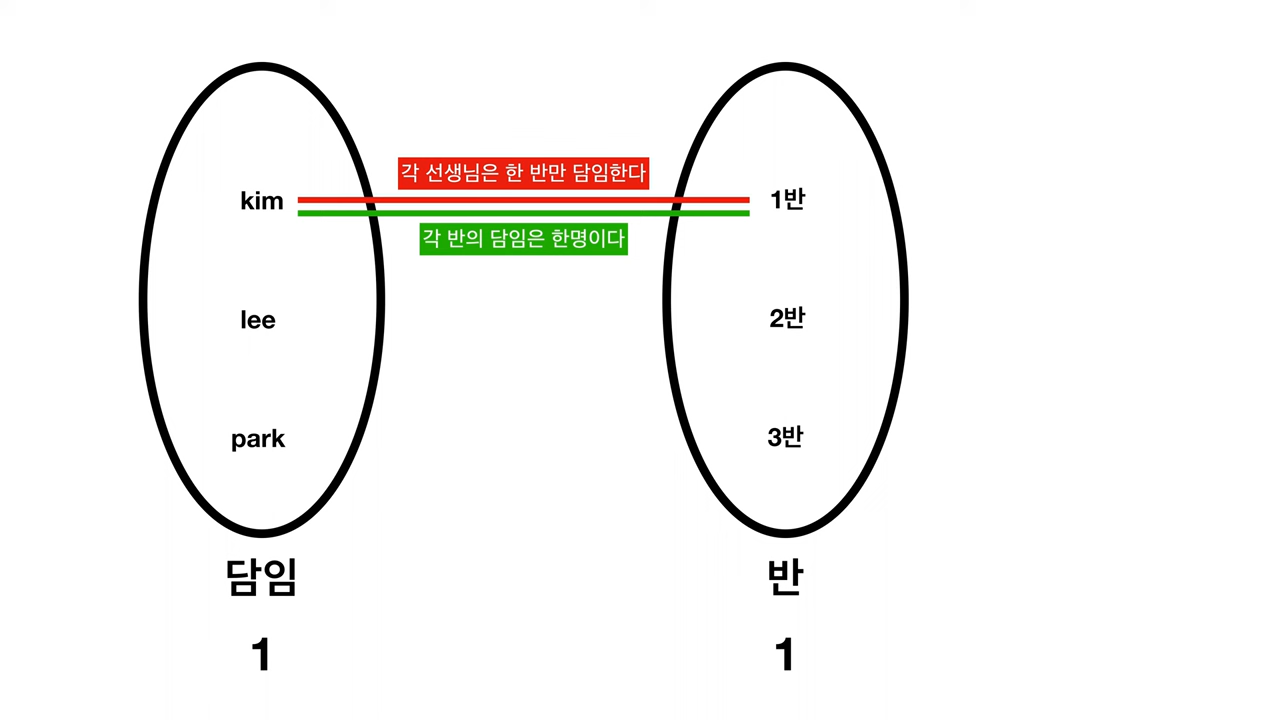 각 선생님은 한 반만 담임한다
kim
1반
각 반의 담임은 한명이다
lee
2반
park
3반
담임
반
1
1